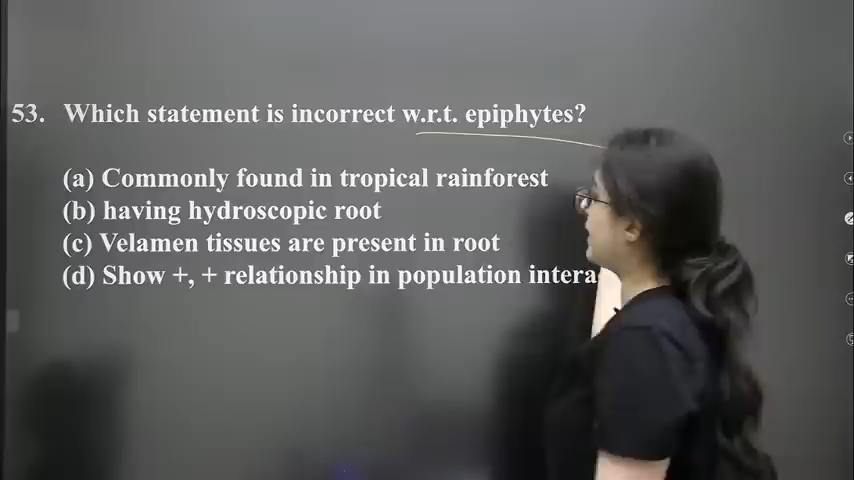 53. Which statement is incorrect w.r.t. epiphytes?
(a) Commonly found in tropical rainforest
(b) having hydroscopic root
(c) Velamen tissues are present in root
(d) Show +, + relationship in population intera